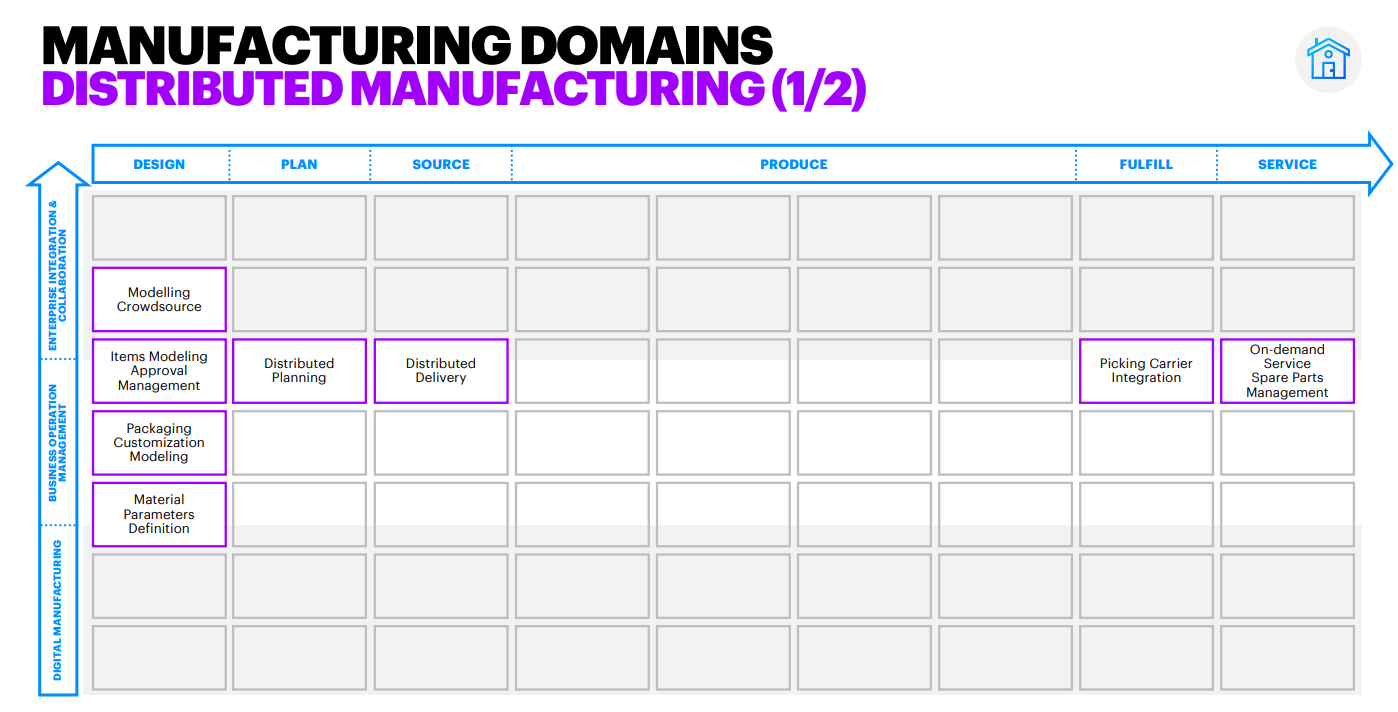 MANUFACTURING DOMAINS
DISTRIBUTED MANUFACTURING (1/2)
DESIGN
PLAN
SOURCE
PRODUCE
FULFILL
SERVICE
ENTERPRISE INTEGRATION &
COLLABORATION
Modelling
Crowdsource
Items Modeling
Approval
Management
Distributed
Planning
Distributed
Delivery
Picking Carrier
Integration
On-demand
Service
Spare Parts
Management
BUSINESS OPERATION
MANAGEMENT
Packaging
Customization
Modeling
Material
Parameters
Definition
DIGITAL MANUFACTURING